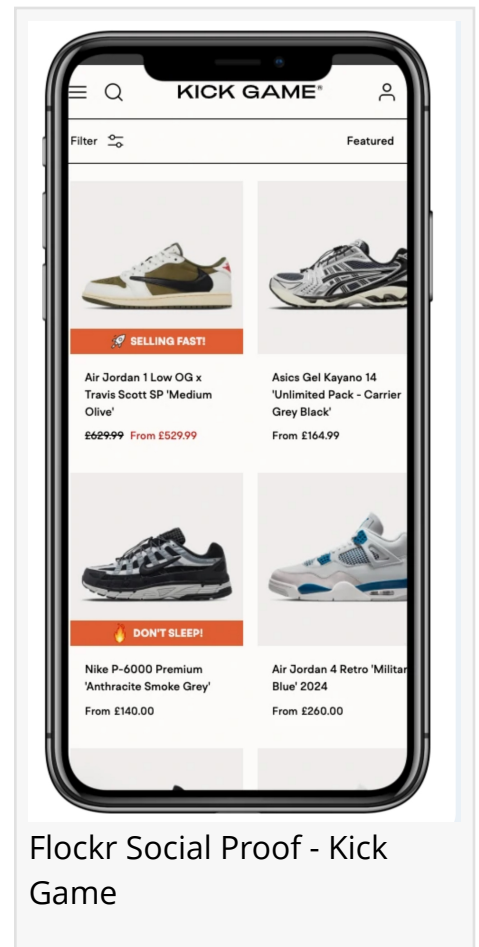 KICK GAME®
Filter
Featured
SELLING FAST!
Air Jordan 1 Low OG x
Travis Scott SP 'Medium
Olive'
£629.99 From £529.99
Asics Gel Kayano 14
'Unlimited Pack - Carrier
Grey Black'
From £164.99
DON'T SLEEP!
Nike P-6000 Premium
'Anthracite Smoke Grey'
From £140.00
Air Jordan 4 Retro 'Militar
Blue' 2024
From £260.00
Flockr Social Proof - Kick
Game